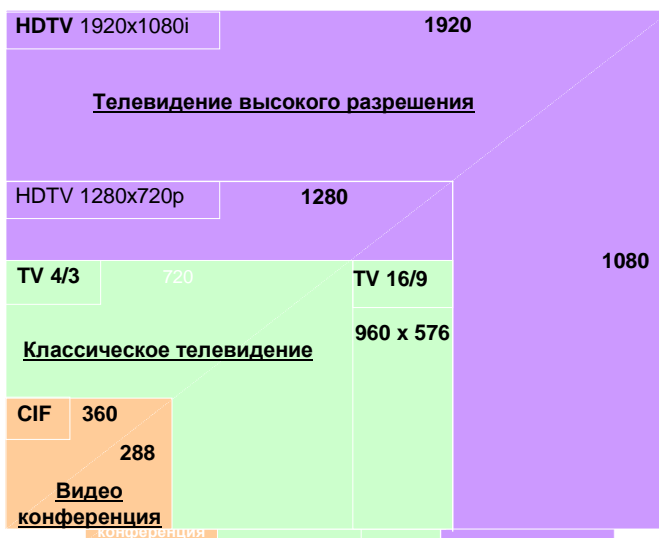 HDTV 1920x1080i 1920
Телевидение высокого разрешения
HDTV 1280x720p 1280
1080
TV 4/3 720 TV 16/9
960 x 576
Классическое телевидение
CIF 360
288
Видео
конференция
конференция